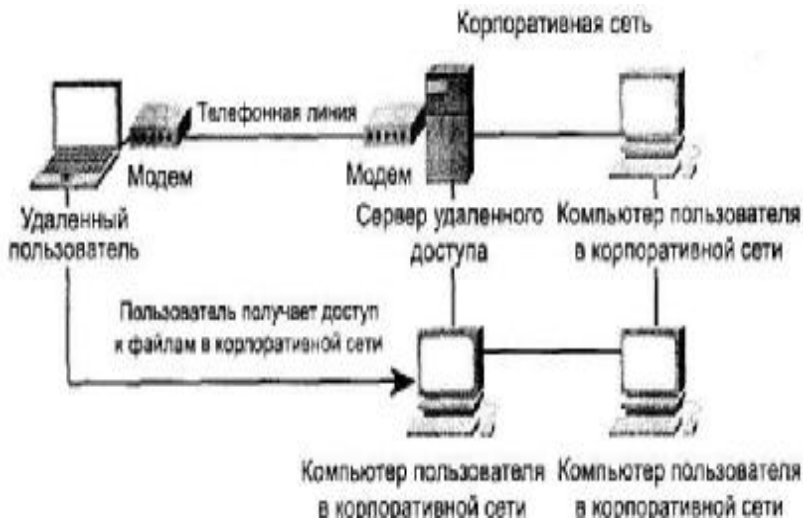 Корпоративная сеть
Телефонная линия
Модем
Модем
Удаленный
пользователь
Сервер удаленного
доступа
Компьютер пользователя
в корпоративной сети
Пользователь получает доступ
к файлам в корпоративной сети
Компьютер пользователя
в корпоративной сети
Компьютер пользователя
в корпоративной сети